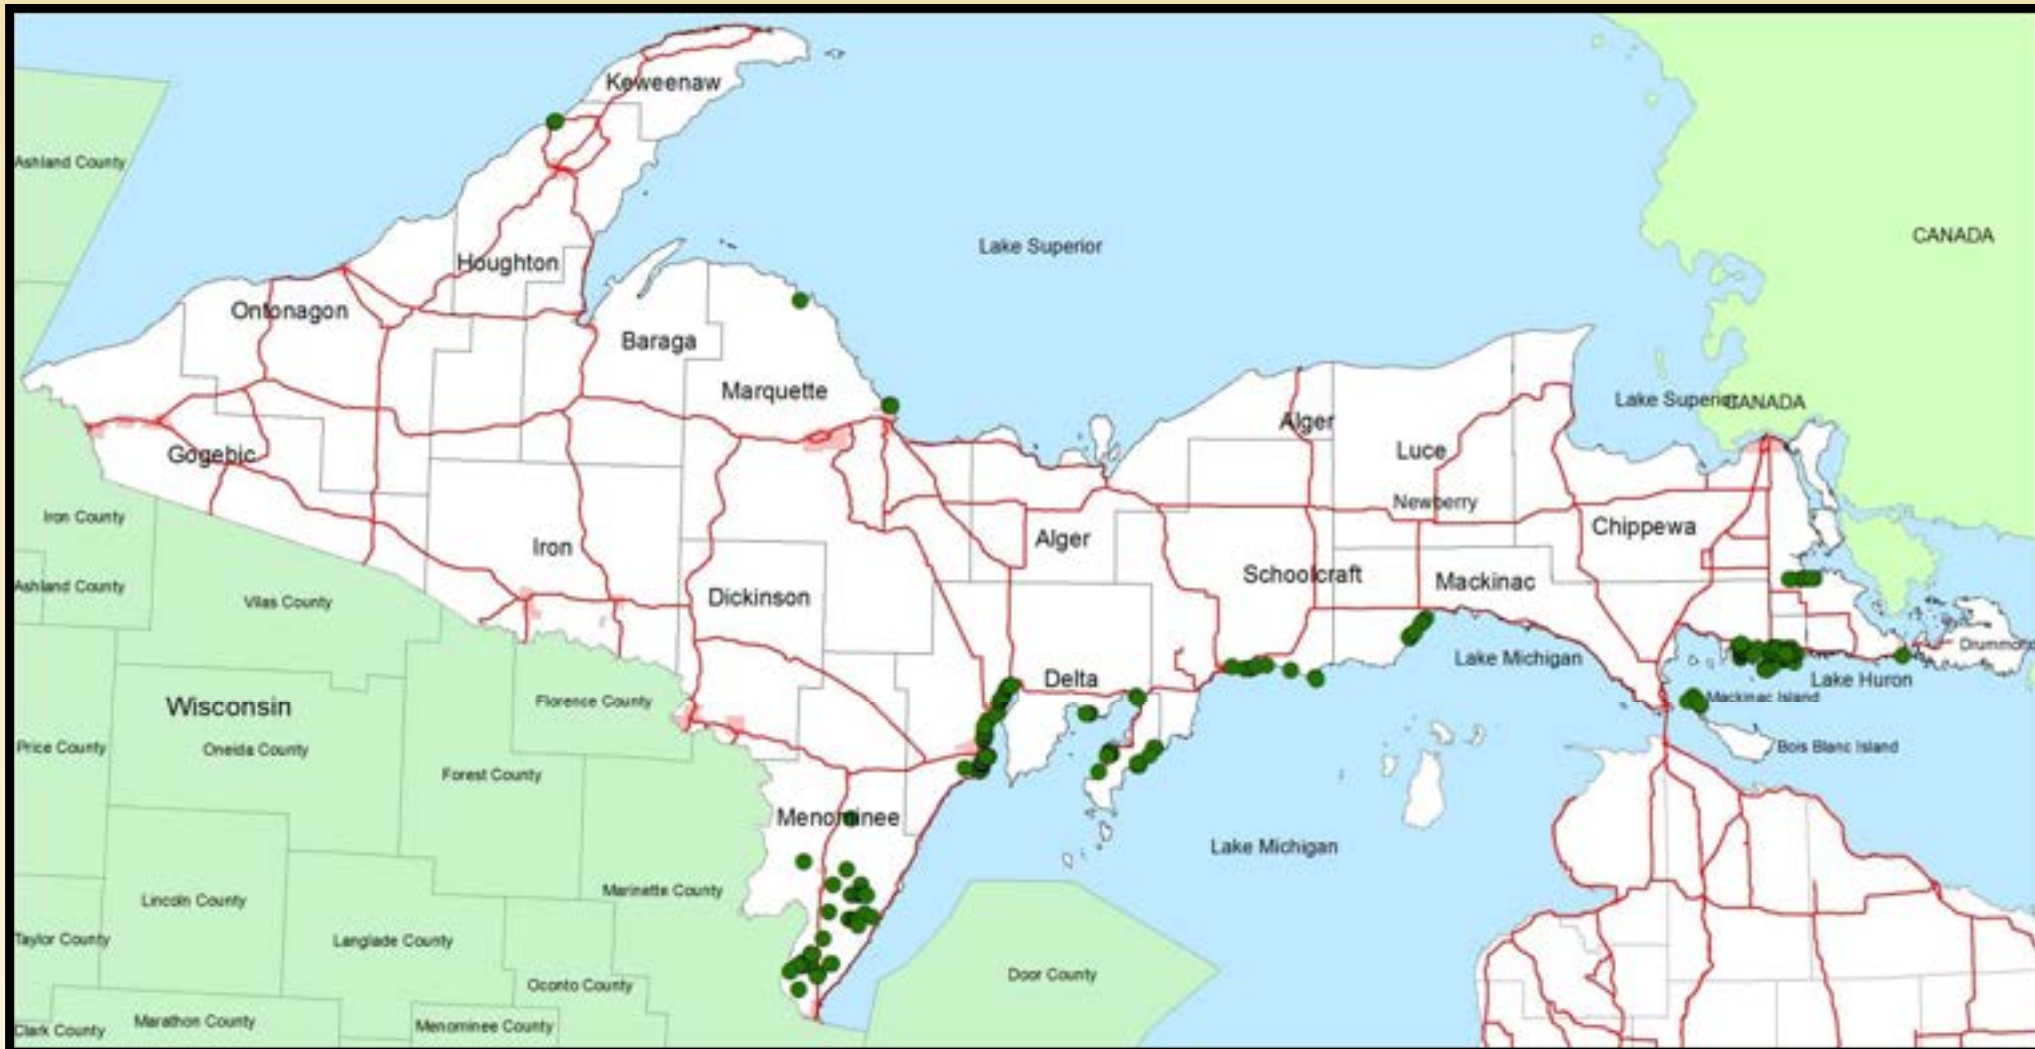 Keweenaw
Ashland County
CANADA
Lake Superior
Houghton
Ontonagon
Baraga
Marquette
Lake Superior
CANADA
Alger
Luce
Gogebic
Newberry
Iron County
Chippewa
Alger
Iron
Schoolcraft
Mackinac
Ashland County
Vilas County
Dickinson
Drummond
Lake Michigan
Delta
Lake Huron
Mackinac Island
Florence County
Wisconsin
Price County
Oneida County
Bois Blanc Island
Forest County
Menominee
Lake Michigan
Marinette County
Lincoln County
Taylor County
Langlade County
Door County
Oconto County
Marathon County
Menominee County
Clark County